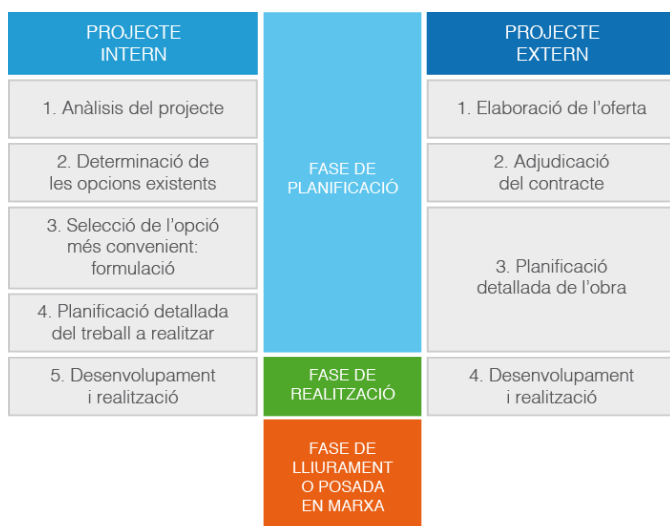 PROJECTE
INTERN
1. Anàlisis del projecte
2. Determinació de
les opcions existents
3. Selecció de l'opció
més convenient:
formulació
4. Planificació detallada
del treball a realitzar
5. Desenvolupament
i realització
FASE DE
PLANIFICACIÓ
FASE DE
REALITZACIÓ
FASE DE
LLIURAMENT
O POSADA
EN MARXA
PROJECTE
EXTERN
1. Elaboració de l'oferta
2. Adjudicació
del contracte
3. Planificació
detallada de l'obra
4. Desenvolupament
i realització